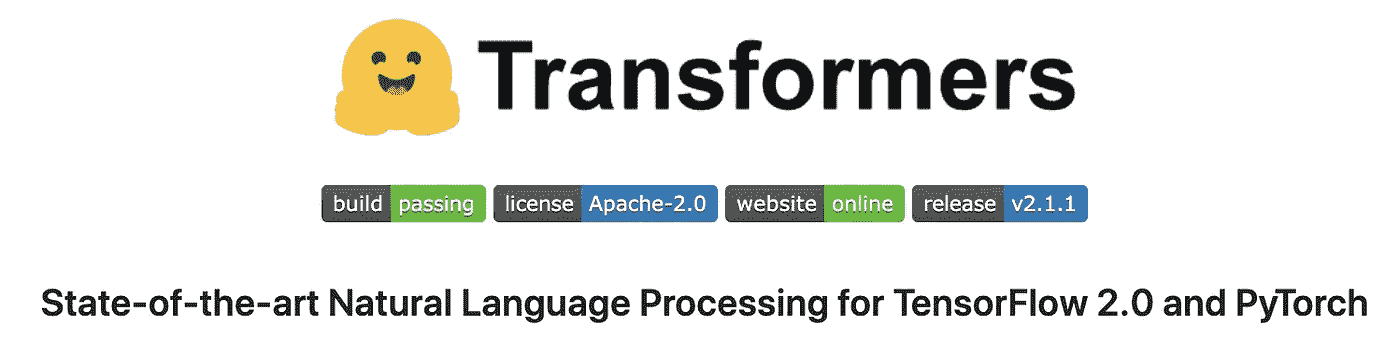 Transformers
build passing license Apache-2.0 website online release v2.1.1
State-of-the-art Natural Language Processing for TensorFlow 2.0 and PyTorch